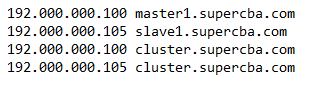 192.000.000.100 master1.supercba.com
192.000.000.105 slave1.supercba.com
192.000.000.100 cluster.supercba.com
192.000.000.105 cluster.supercba.com